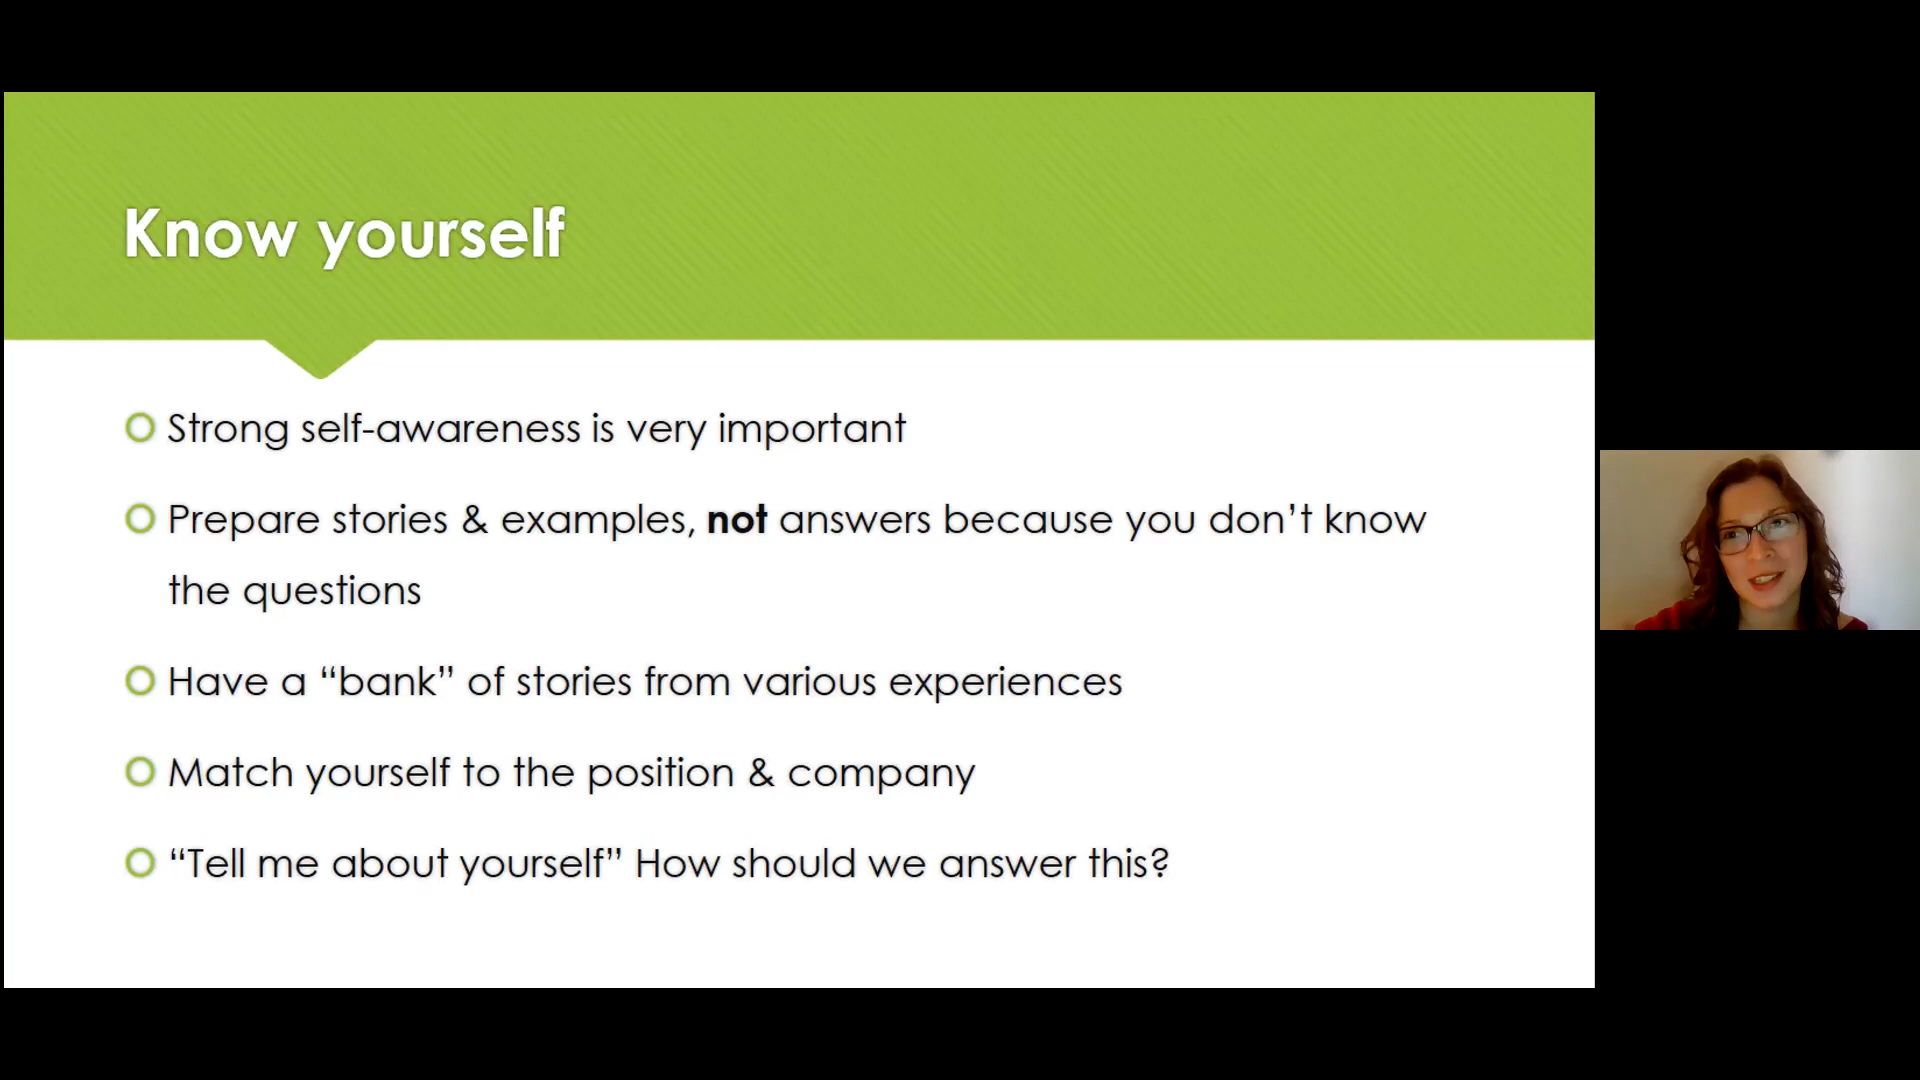 Know yourself
Strong self-awareness is very important
Prepare stories & examples, not answers because you don’t know
the questions
Have a “bank” of stories from various experiences
Match yourself to the position & company
“Tell me about yourself” How should we answer this?